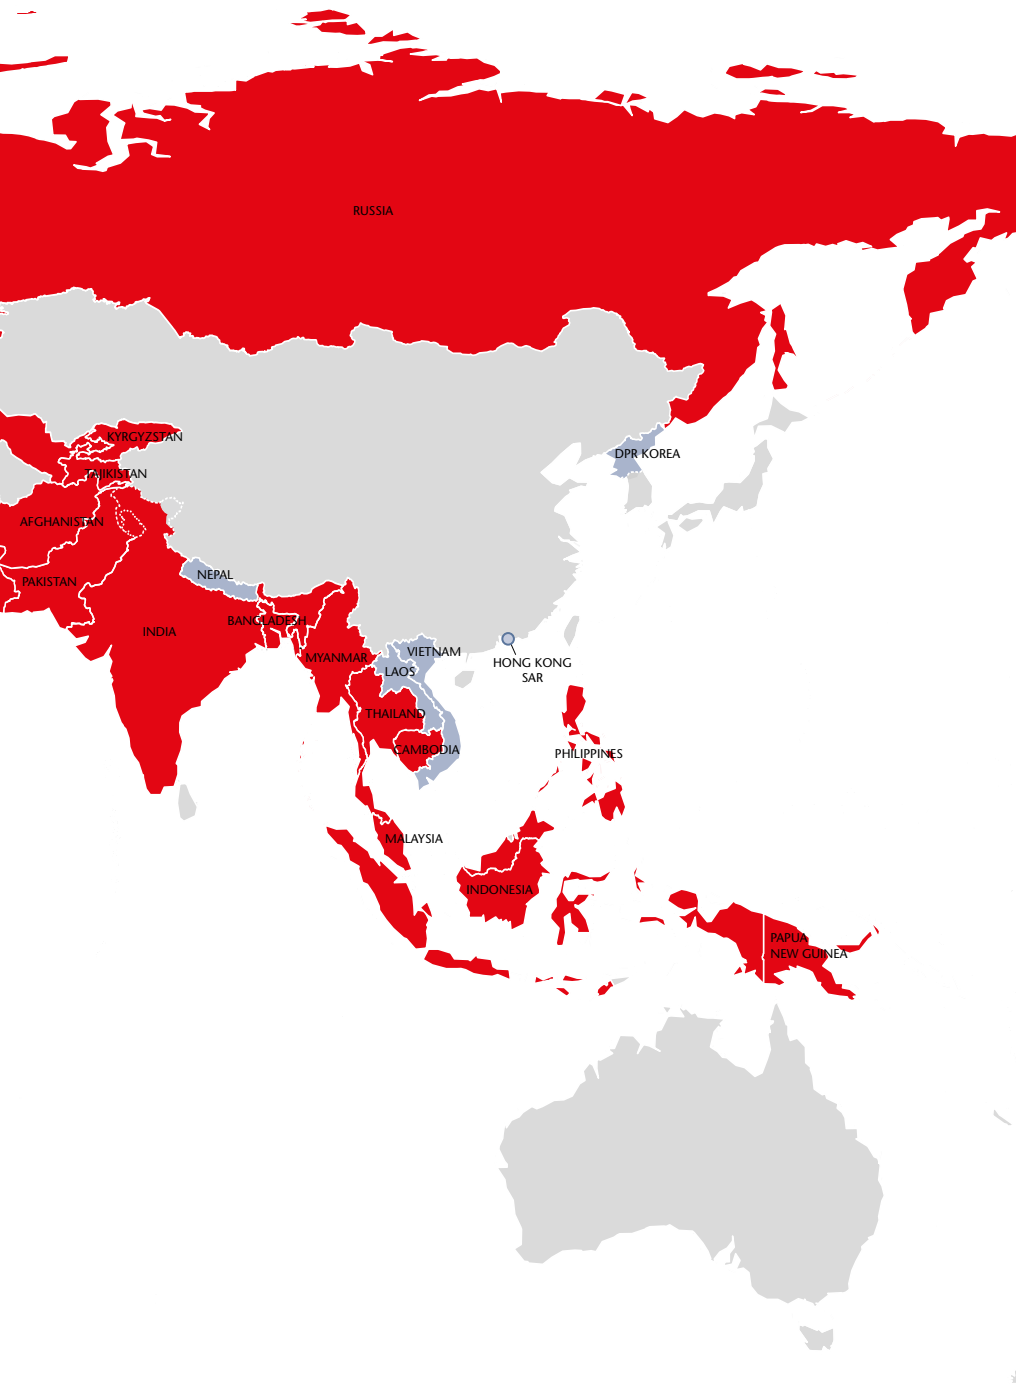 RUSSIA
KYRGYZSTAN
DPR KOREA
TAJIKISTAN
AFGHANISTAN
NEPAL
PAKISTAN
BANGLADESH
INDIA
VIETNAM
MYANMAR
HONG KONG
SAR
LAOS
THAILAND
CAMBODIA
PHILIPPINES
MALAYSIA
INDONESIA
PAPUA
NEW GUINEA